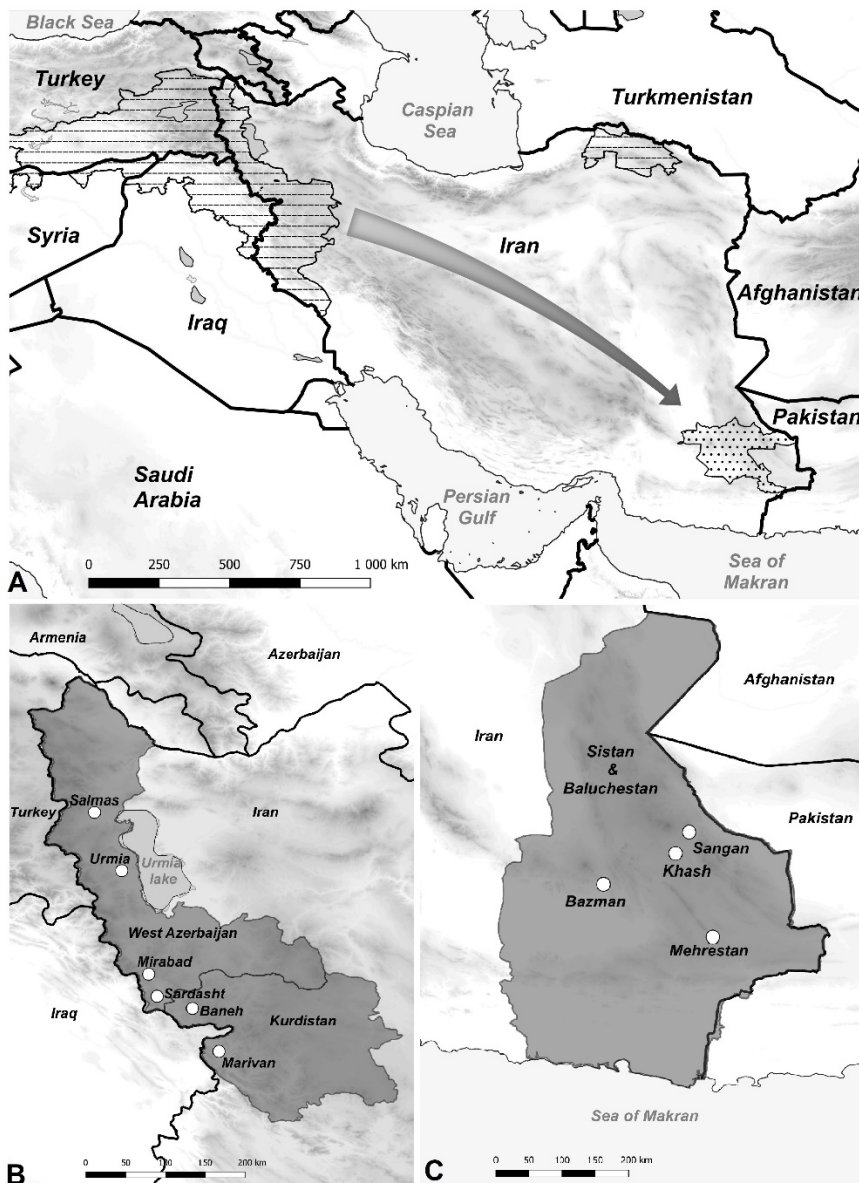 Black Sea
Turkey
Caspian
Sea
Turkmenistan
Syria
Iran
Afghanistan
Iraq
Pakistan
Saudi
Arabia
Persian
Gulf
Sea of
Makran
0 250 500 750 1 000 km
A
Armenia
Azerbaijan
Turkey
Salmas
Iran
Urmia
Urmia
lake
West Azerbaijan
Mirabad
Sardasht
Baneh
Kurdistan
Iraq
Marivan
0 50 100 150 200 km
B
Afghanistan
Iran
Sistan
&
Baluchestan
Pakistan
Sangan
Khash
Bazman
Mehrestan
Sea of Makran
0 50 100 150 200 km
C